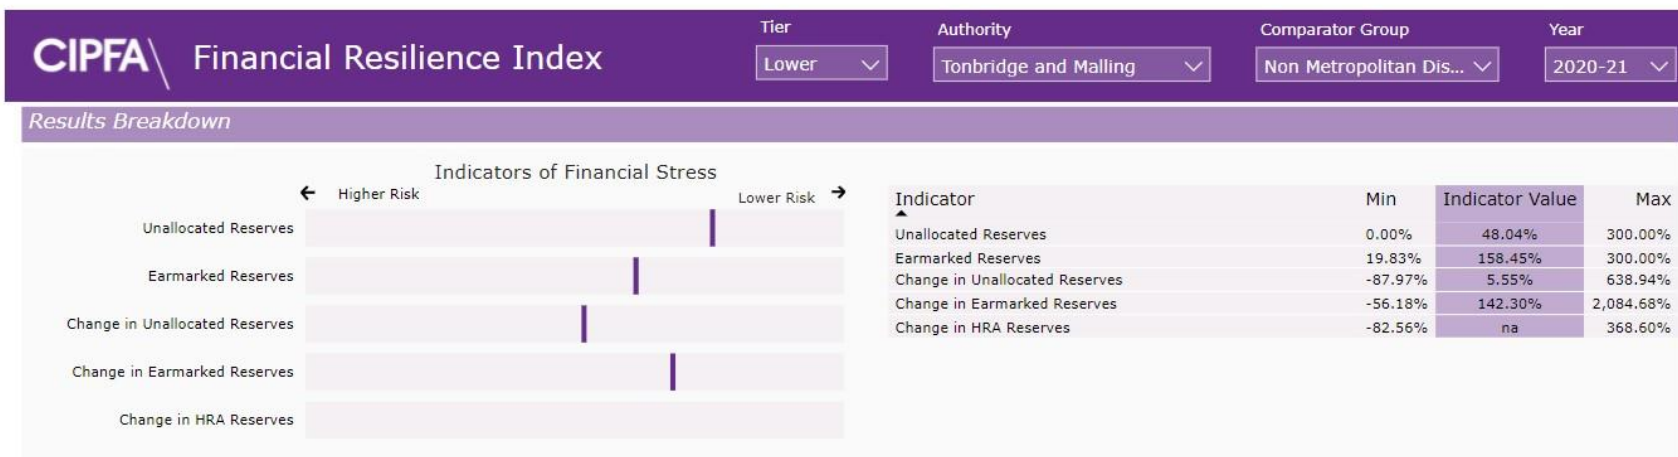 Tier Authority Comparator Group Year
CIPFA\ Financial Resilience Index Lower Tonbridge and Malling Non Metropolitan Dis... 2020-21
Results Breakdown
Indicators of Financial Stress
← Higher Risk Lower Risk →
Unallocated Reserves
Earmarked Reserves
Change in Unallocated Reserves
Change in Earmarked Reserves
Change in HRA Reserves
Indicator Min Indicator Value Max
Unallocated Reserves 0.00% 48.04% 300.00%
Earmarked Reserves 19.83% 158.45% 300.00%
Change in Unallocated Reserves -87.97% 5.55% 638.94%
Change in Earmarked Reserves -56.18% 142.30% 2,084.68%
Change in HRA Reserves -82.56% na 368.60%